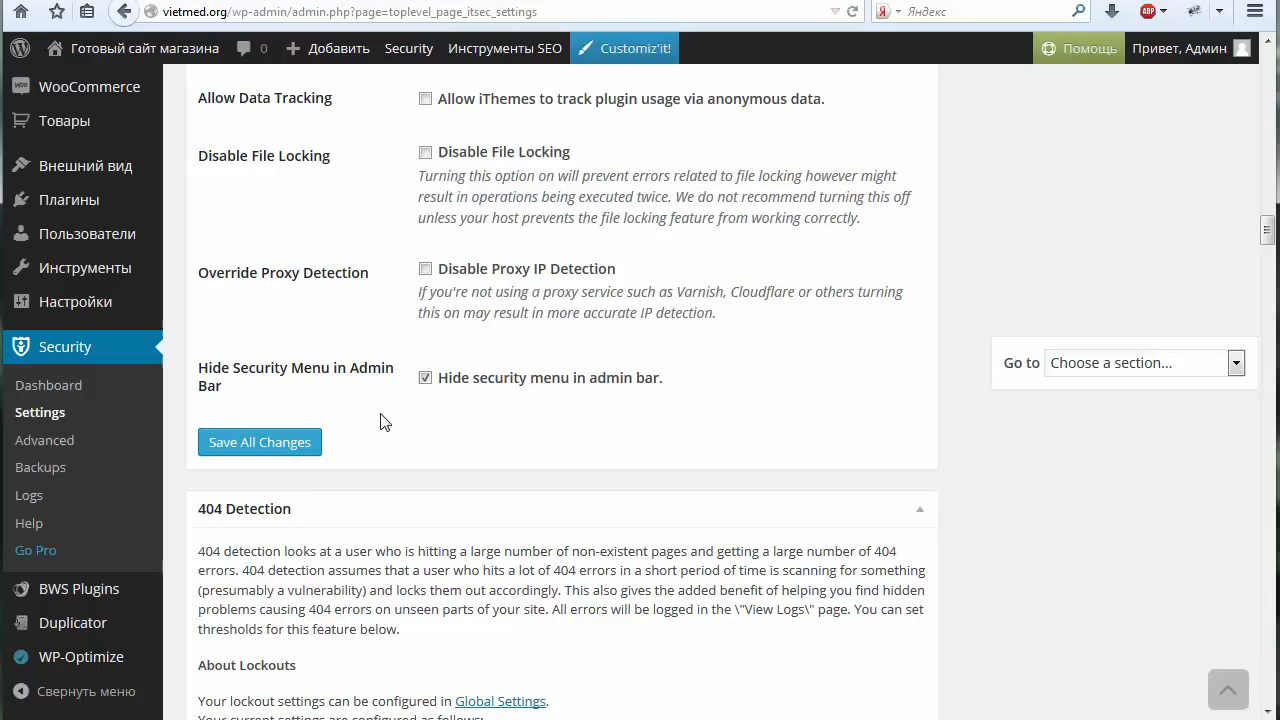 vietmed.org/wp-admin/admin.php?page=toplevel_page_itsec_settings
Яндекс
ABP
Готовый сайт магазина 0 Добавить Security Инструменты SEO Customiz'it! Помощь Привет, Админ
WooCommerce
Товары
Внешний вид
Плагины
Пользователи
Инструменты
Настройки
Security
Dashboard
Settings
Advanced
Backups
Logs
Help
Go Pro
BWS Plugins
Duplicator
WP-Optimize
Свернуть меню
Allow Data Tracking
Allow iThemes to track plugin usage via anonymous data.
Disable File Locking
Disable File Locking
Turning this option on will prevent errors related to file locking however might
result in operations being executed twice. We do not recommend turning this off
unless your host prevents the file locking feature from working correctly.
Override Proxy Detection
Disable Proxy IP Detection
If you're not using a proxy service such as Varnish, Cloudflare or others turning
this on may result in more accurate IP detection.
Hide Security Menu in Admin
Bar
Hide security menu in admin bar.
Save All Changes
404 Detection
404 detection looks at a user who is hitting a large number of non-existent pages and getting a large number of 404
errors. 404 detection assumes that a user who hits a lot of 404 errors in a short period of time is scanning for something
(presumably a vulnerability) and locks them out accordingly. This also gives the added benefit of helping you find hidden
problems causing 404 errors on unseen parts of your site. All errors will be logged in the \"View Logs\" page. You can set
thresholds for this feature below.
About Lockouts
Your lockout settings can be configured in Global Settings.
Your current settings are configured as follows:
Go to Choose a section...